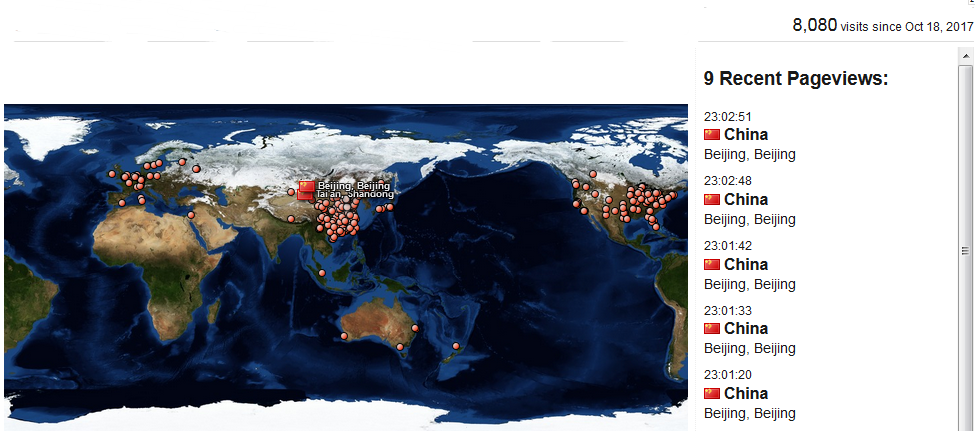 8,080 visits since Oct 18, 2017
9 Recent Pageviews:
23:02:51
China
Beijing, Beijing
23:02:48
China
Beijing, Beijing
23:01:42
China
Beijing, Beijing
23:01:33
China
Beijing, Beijing
23:01:20
China
Beijing, Beijing
Beijing, Beijing
Tai'an, Shandong